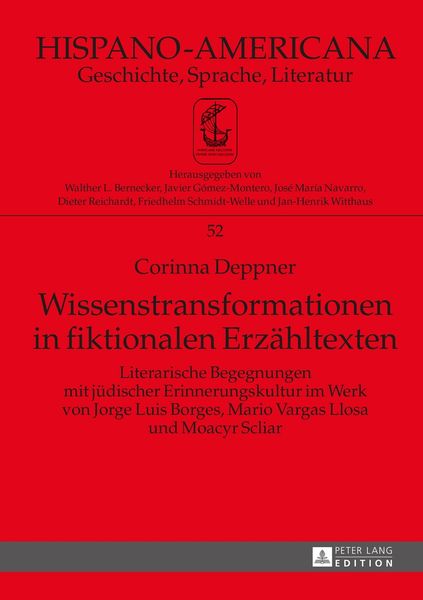 HISPANO-AMERICANA
Geschichte, Sprache, Literatur
Herausgegeben von
Walther L. Bernecker, Javier Gómez-Montero, José María Navarro,
Dieter Reichardt, Friedhelm Schmidt-Welle und Jan-Henrik Witthaus
52
Corinna Deppner
Wissenstransformationen
in fiktionalen Erzähltexten
Literarische Begegnungen
mit jüdischer Erinnerungskultur im Werk
von Jorge Luis Borges, Mario Vargas Llosa
und Moacyr Scliar
PETER LANG
EDITION